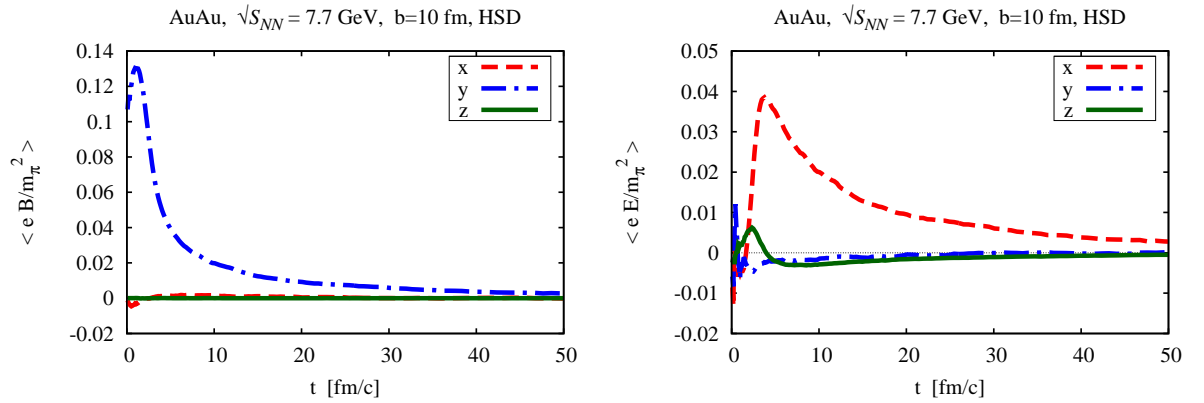 AuAu, √S_NN = 7.7 GeV, b=10 fm, HSD
< e B/m_π^2 >
0.14
0.12
0.1
0.08
0.06
0.04
0.02
0
-0.02
x
y
z
0 10 20 30 40 50
t [fm/c]
AuAu, √S_NN = 7.7 GeV, b=10 fm, HSD
< e E/m_π^2 >
0.05
0.04
0.03
0.02
0.01
0
-0.01
-0.02
x
y
z
0 10 20 30 40 50
t [fm/c]